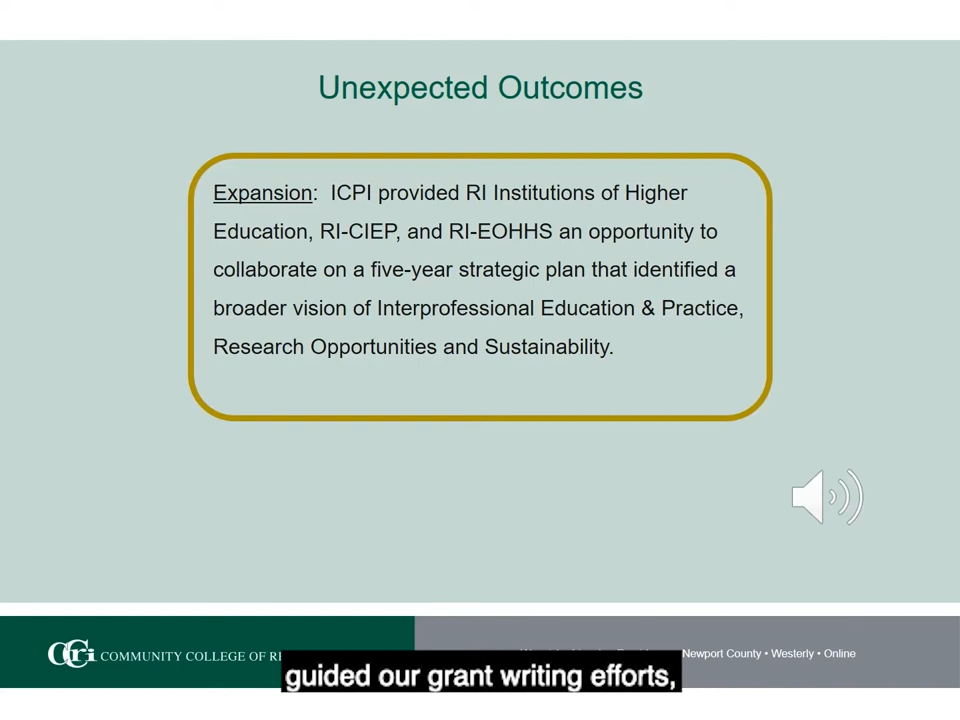 Unexpected Outcomes
Expansion:  ICPI provided RI Institutions of Higher
Education, RI-CIEP, and RI-EOHHS an opportunity to
collaborate on a five-year strategic plan that identified a
broader vision of Interprofessional Education & Practice,
Research Opportunities and Sustainability.
CCri COMMUNITY COLLEGE OF
Newport County • Westerly • Online
guided our grant writing efforts,